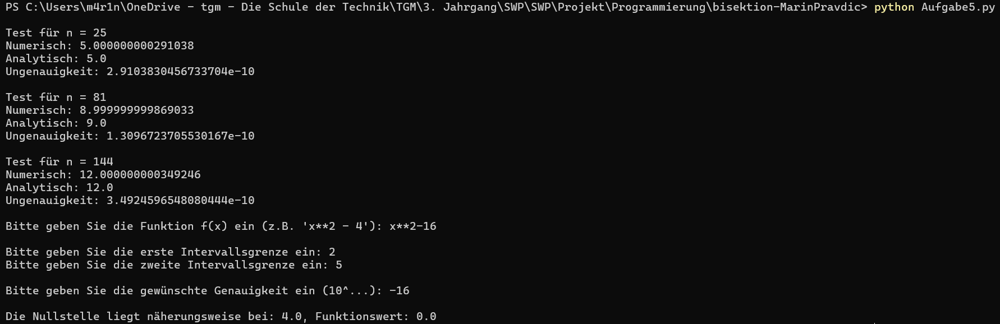 PS C:\Users\m4r1n\OneDrive - tgm - Die Schule der Technik\TGM\3. Jahrgang\SWP\SWP\Projekt\Programmierung\bisektion-MarinPravdic> python Aufgabe5.py
Test für n = 25
Numerisch: 5.000000000291038
Analytisch: 5.0
Ungenauigkeit: 2.9103830456733704e-10
Test für n = 81
Numerisch: 8.999999999869033
Analytisch: 9.0
Ungenauigkeit: 1.3096723705530167e-10
Test für n = 144
Numerisch: 12.000000000349246
Analytisch: 12.0
Ungenauigkeit: 3.4924596548080444e-10
Bitte geben Sie die Funktion f(x) ein (z.B. 'x**2 - 4'): x**2-16
Bitte geben Sie die erste Intervallsgrenze ein: 2
Bitte geben Sie die zweite Intervallsgrenze ein: 5
Bitte geben Sie die gewünschte Genauigkeit ein (10^...): -16
Die Nullstelle liegt näherungsweise bei: 4.0, Funktionswert: 0.0